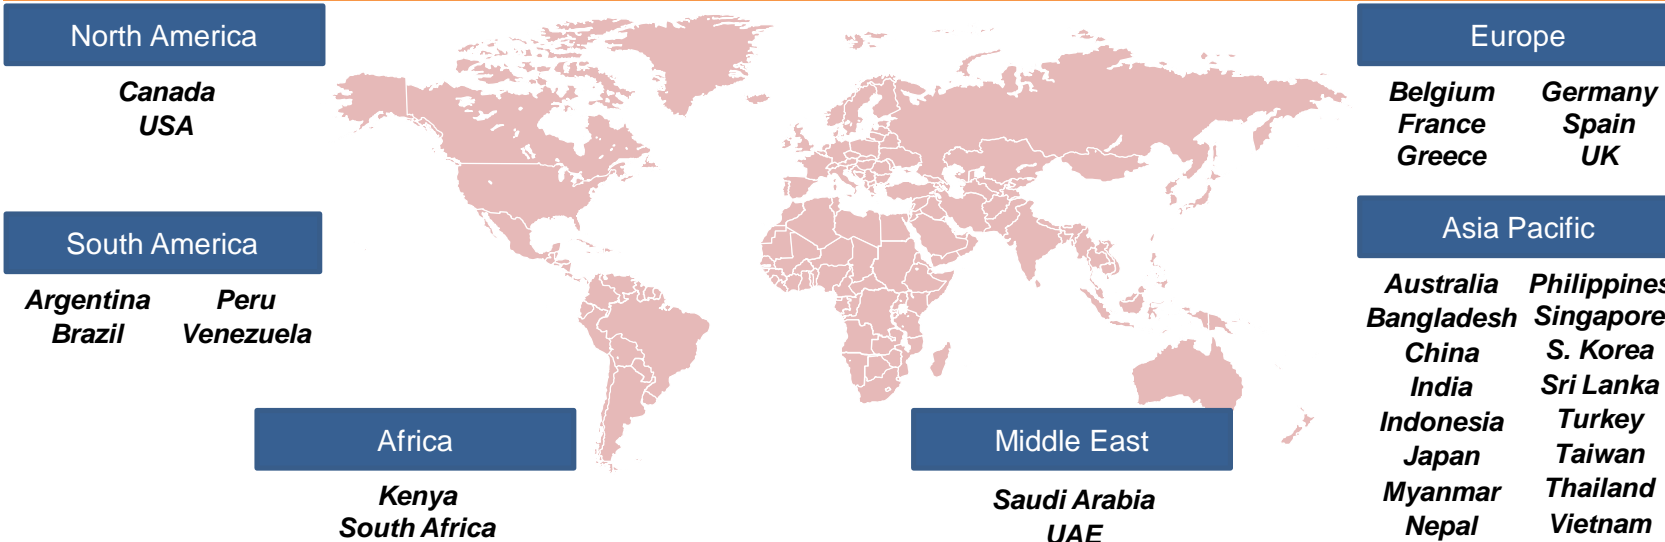 North America
Canada
USA
South America
Argentina Peru
Brazil Venezuela
Africa
Kenya
South Africa
Middle East
Saudi Arabia
UAE
Europe
Belgium Germany
France Spain
Greece UK
Asia Pacific
Australia Philippines
Bangladesh Singapore
China S. Korea
India Sri Lanka
Indonesia Turkey
Japan Taiwan
Myanmar Thailand
Nepal Vietnam